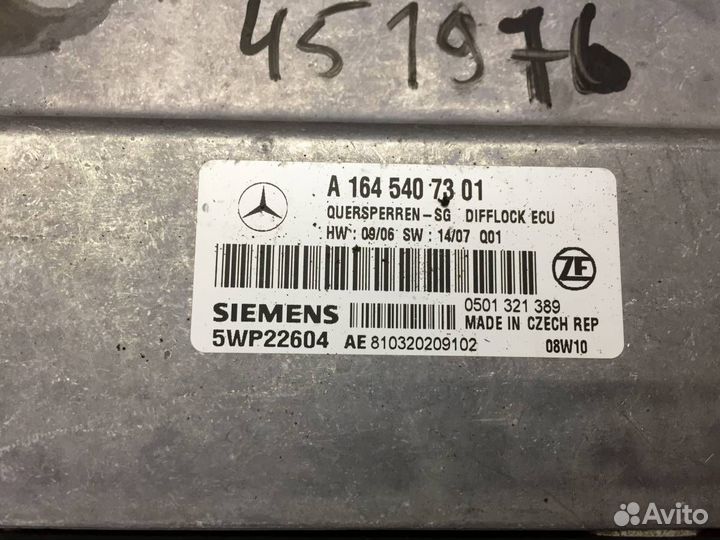 451976
A 164 540 73 01
QUERSPERREN-SG DIFFLOCK ECU
HW : 09/06 SW : 14/07 Q01
ZF
SIEMENS
0501 321 389
MADE IN CZECH REP
5WP22604 AE 810320209102 08W10
Avito